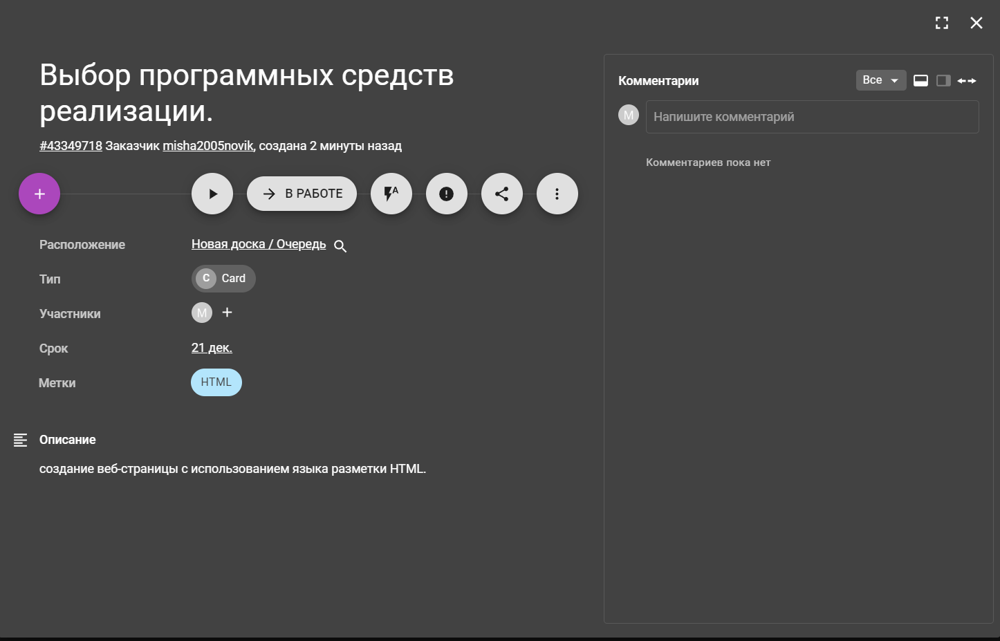 Выбор программных средств
реализации.
#43349718 Заказчик misha2005novik, создана 2 минуты назад
В РАБОТЕ
A
Расположение
Новая доска / Очередь
Тип
C Card
Участники
M
Срок
21 дек.
Метки
HTML
Описание
создание веб-страницы с использованием языка разметки HTML.
Комментарии
Все
M
Напишите комментарий
Комментариев пока нет